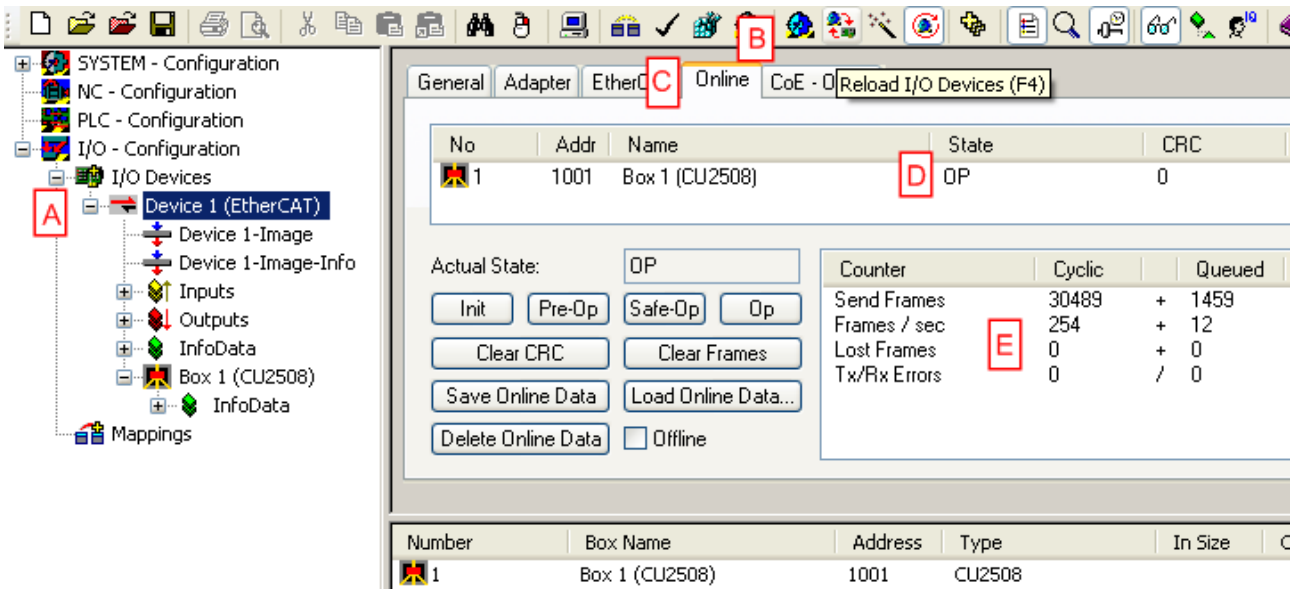 B
SYSTEM - Configuration
NC - Configuration
PLC - Configuration
I/O - Configuration
I/O Devices
A
Device 1 (EtherCAT)
Device 1-Image
Device 1-Image-Info
Inputs
Outputs
InfoData
Box 1 (CU2508)
InfoData
Mappings
General Adapter C Online CoE - O
Reload I/O Devices (F4)
No Addr Name State CRC
1 1001 Box 1 (CU2508) D OP 0
Actual State: OP
Init Pre-Op Safe-Op Op
Clear CRC Clear Frames
Save Online Data Load Online Data...
Delete Online Data Offline
Counter Cyclic Queued
Send Frames 30489 + 1459
Frames / sec 254 + 12
E
Lost Frames 0 + 0
Tx/Rx Errors 0 / 0
Number Box Name Address Type In Size
1 Box 1 (CU2508) 1001 CU2508